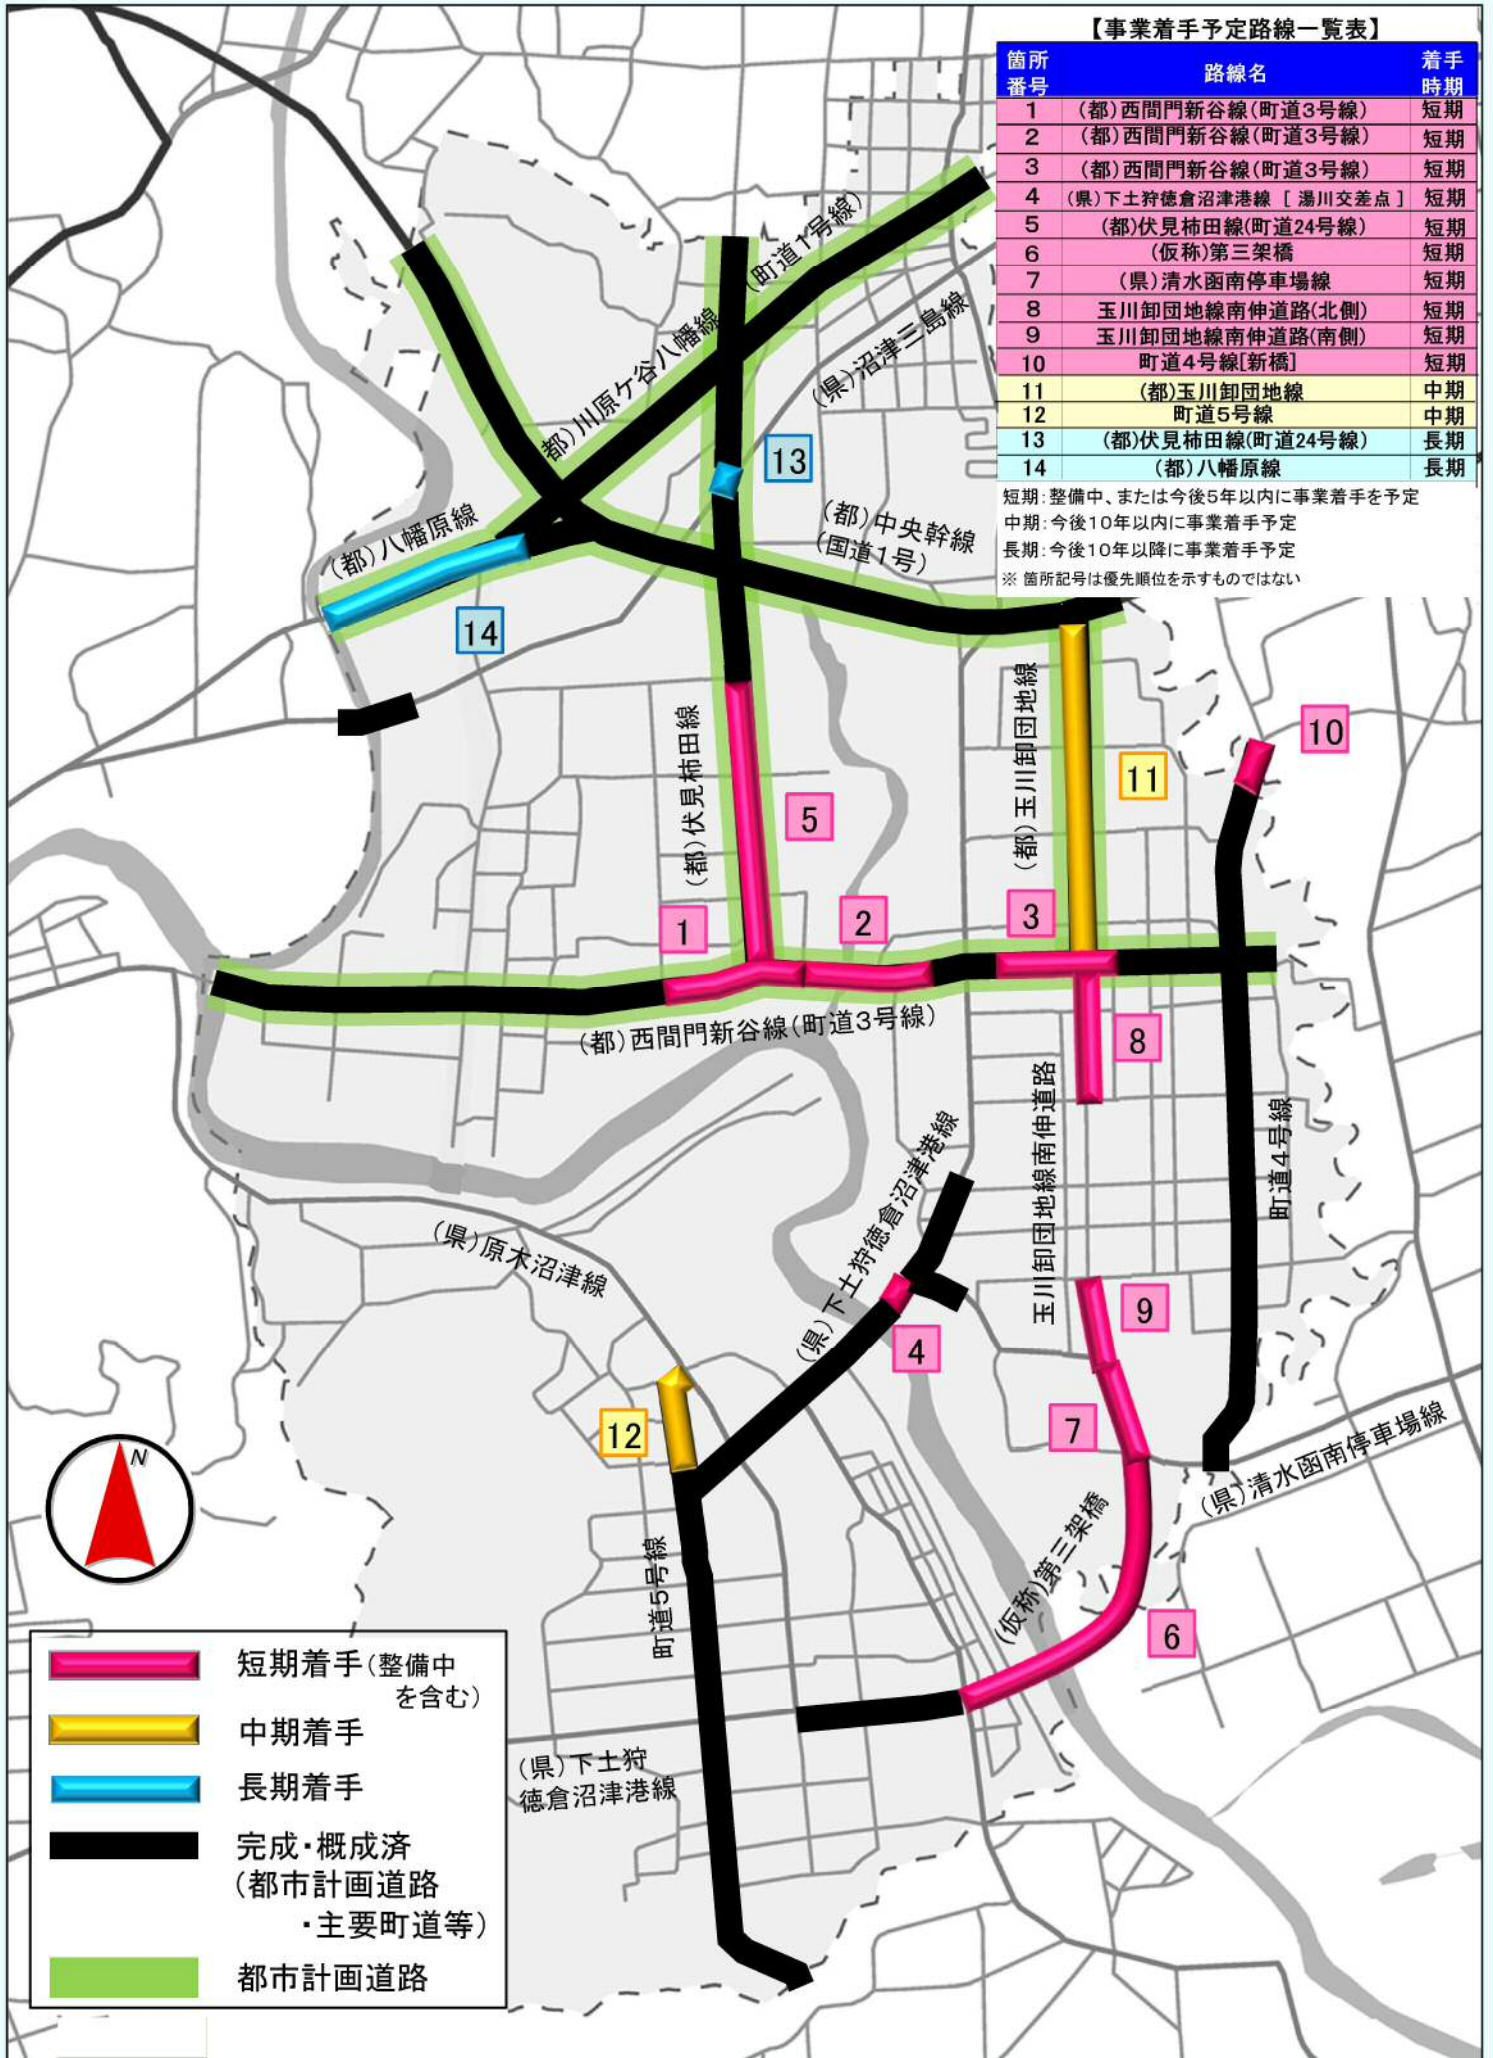 【事業着手予定路線一覧表】
箇所番号 路線名 着手時期
1 (都)西間門新谷線(町道3号線) 短期
2 (都)西間門新谷線(町道3号線) 短期
3 (都)西間門新谷線(町道3号線) 短期
4 (県)下土狩徳倉沼津港線 [ 湯川交差点 ] 短期
5 (都)伏見柿田線(町道24号線) 短期
6 (仮称)第三架橋 短期
7 (県)清水函南停車場線 短期
8 玉川卸団地線南伸道路(北側) 短期
9 玉川卸団地線南伸道路(南側) 短期
10 町道4号線[新橋] 短期
11 (都)玉川卸団地線 中期
12 町道5号線 中期
13 (都)伏見柿田線(町道24号線) 長期
14 (都)八幡原線 長期
短期:整備中、または今後5年以内に事業着手を予定
中期:今後10年以内に事業着手予定
長期:今後10年以降に事業着手予定
※ 箇所記号は優先順位を示すものではない
都)川原ケ谷八幡線
(町道1号線)
(県)沼津三島線
13
(都)中央幹線
(国道1号)
(都)八幡原線
14
(都)伏見柿田線
(都)玉川卸団地線
10
11
5
1
2
3
(都)西間門新谷線(町道3号線)
8
玉川卸団地線南伸道路
町道4号線
(県)下土狩徳倉沼津港線
(県)原木沼津線
9
4
7
12
(県)清水函南停車場線
(仮称)第三架橋
町道5号線
6
(県)下土狩
徳倉沼津港線
N
短期着手(整備中
を含む)
中期着手
長期着手
完成・概成済
(都市計画道路
・主要町道等)
都市計画道路